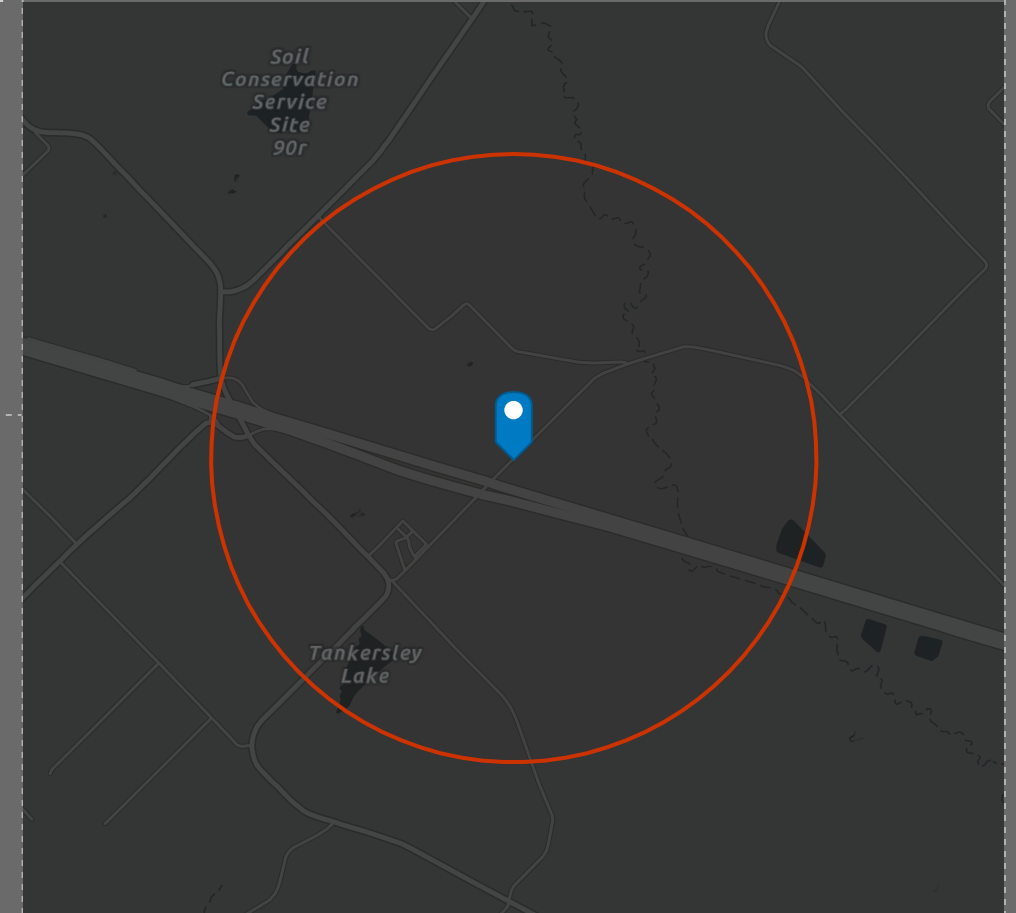 Soil
Conservation
Service
Site
90r
Tankersley
Lake